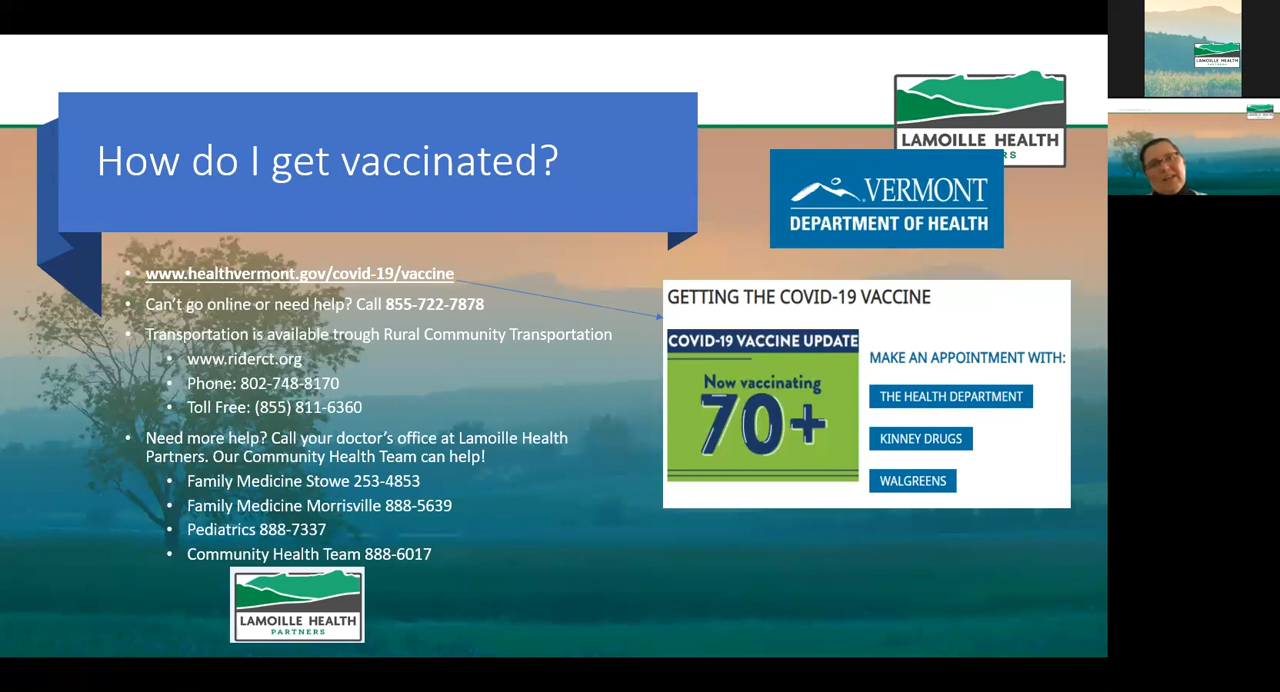 How do I get vaccinated?
LAMOILLE HEALTH
RS
VERMONT
DEPARTMENT OF HEALTH
www.healthvermont.gov/covid-19/vaccine
Can't go online or need help? Call 855-722-7878
Transportation is available trough Rural Community Transportation
www.riderct.org
Phone: 802-748-8170
Toll Free: (855) 811-6360
Need more help? Call your doctor's office at Lamoille Health
Partners. Our Community Health Team can help!
Family Medicine Stowe 253-4853
Family Medicine Morrisville 888-5639
Pediatrics 888-7337
Community Health Team 888-6017
LAMOILLE HEALTH
PARTNERS
GETTING THE COVID-19 VACCINE
COVID-19 VACCINE UPDATE
Now vaccinating
70+
MAKE AN APPOINTMENT WITH:
THE HEALTH DEPARTMENT
KINNEY DRUGS
WALGREENS
LAMOILLE HEALTH
PARTNERS